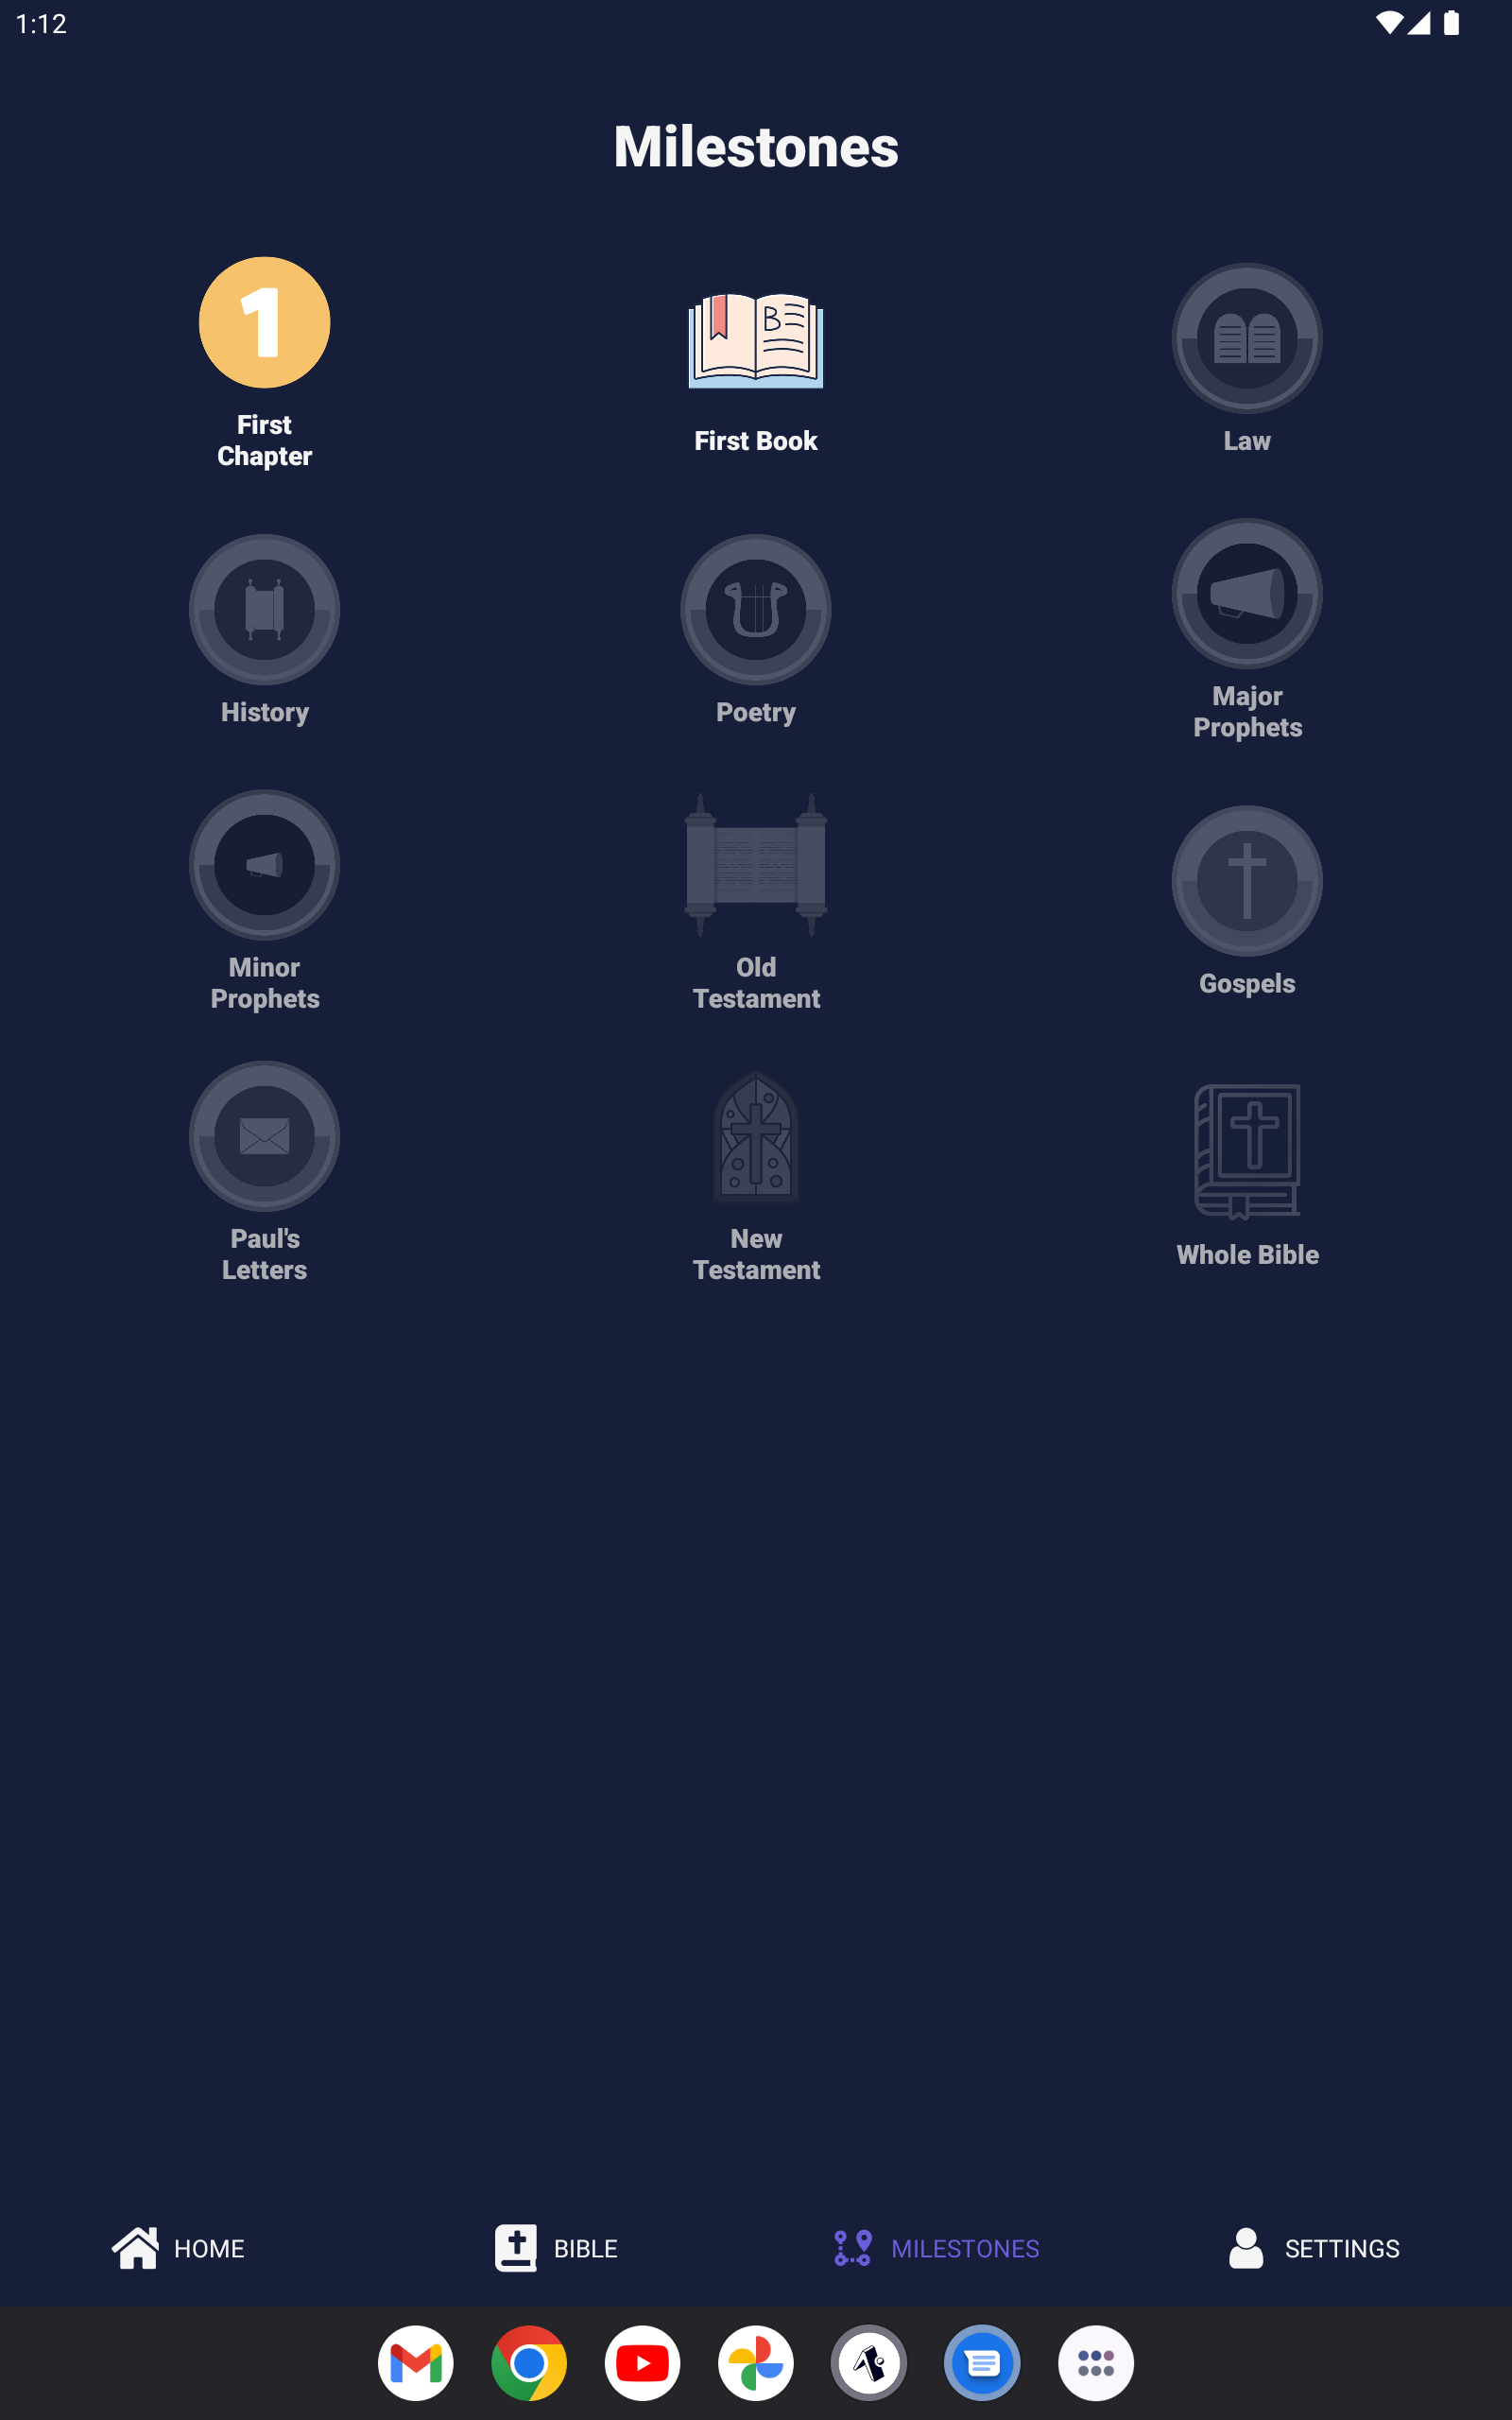 1:12
Milestones
1
First
Chapter
B
First Book
Law
History
Poetry
Major
Prophets
Minor
Prophets
Old
Testament
Gospels
Paul's
Letters
New
Testament
Whole Bible
HOME
BIBLE
MILESTONES
SETTINGS